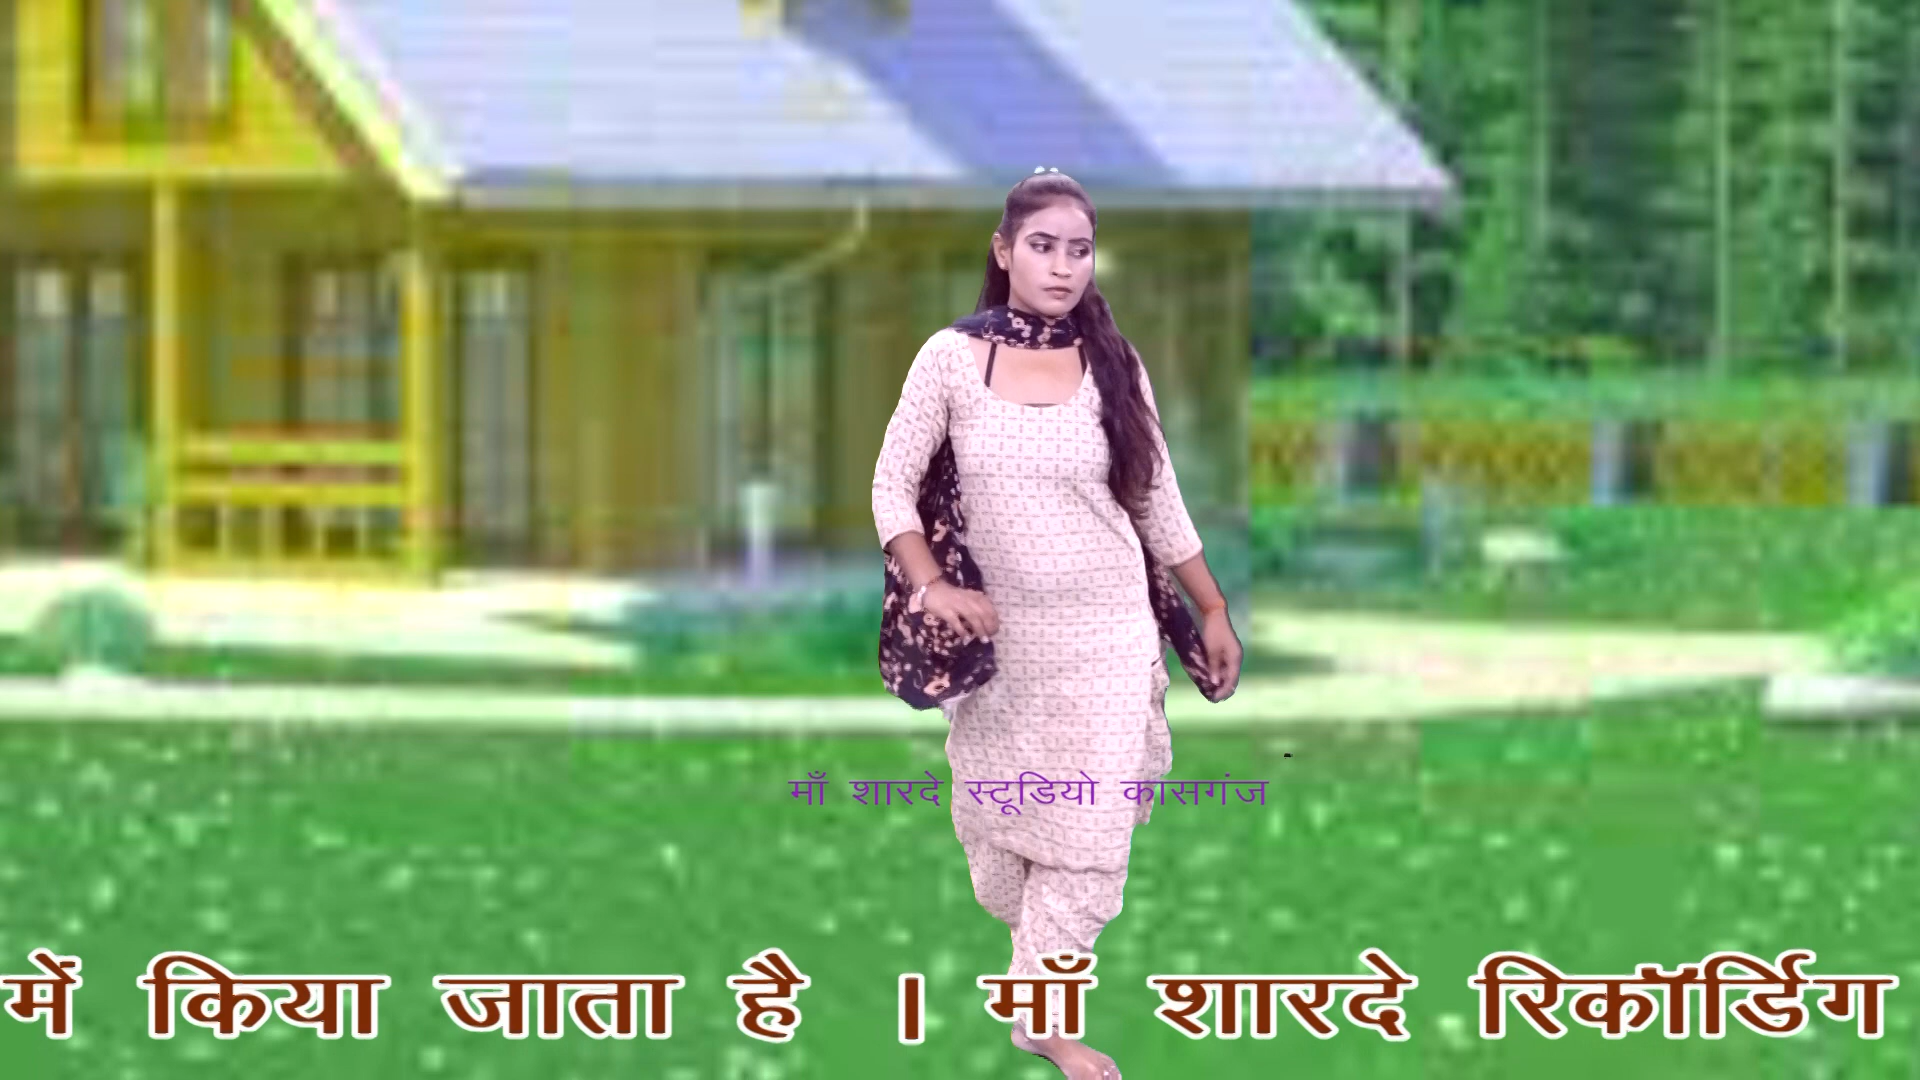 माँ शारदे स्टूडियो कासगंज
में किया जाता है । माँ शारदे रिकॉर्डिंग